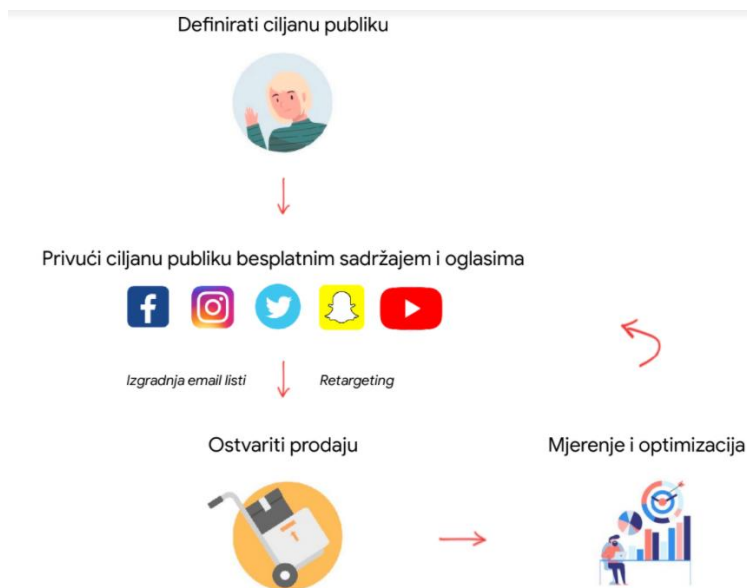 Definirati ciljanu publiku
Privući ciljanu publiku besplatnim sadržajem i oglasima
Izgradnja email listi
Retargeting
Ostvariti prodaju
Mjerenje i optimizacija